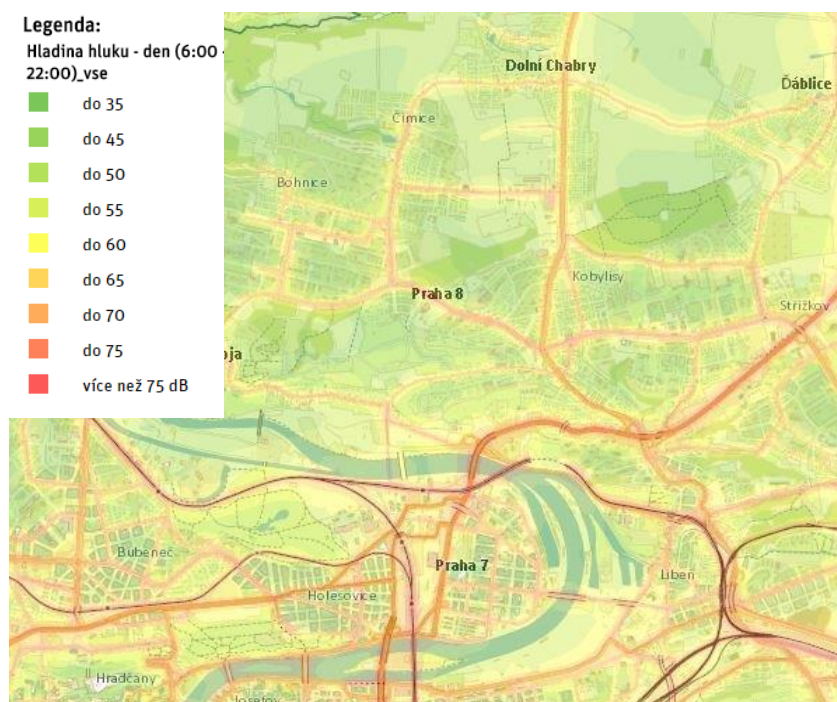 Legenda:
Hladina hluku - den (6:00 -
22:00)_vse
do 35
do 45
do 50
do 55
do 60
do 65
do 70
do 75
více než 75 dB
Dolní Chabry
Ďáblice
Čimice
Bohnice
Kobylisy
Praha 8
Střížkov
oja
Bubeneč
Praha 7
Libeň
Holešovice
Hradčany
Josefov